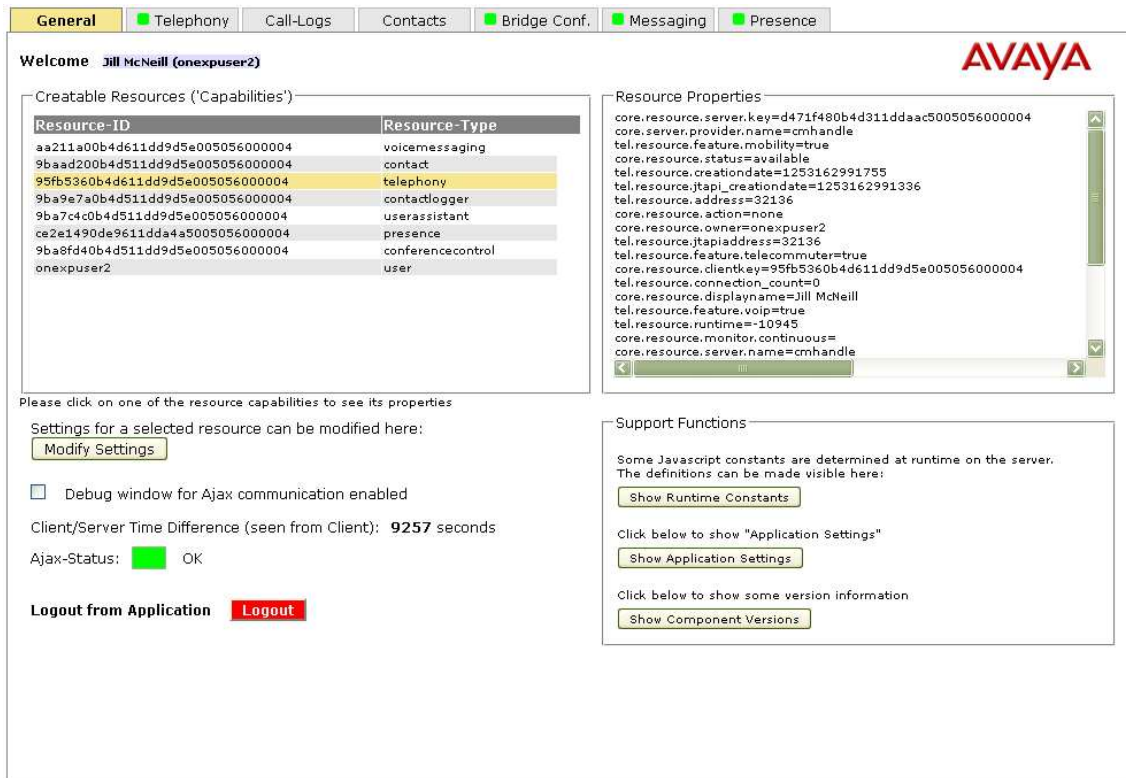 General Telephony Call-Logs Contacts Bridge Conf. Messaging Presence
Welcome Jill McNeill (onexpuser2)
AVAYA
Creatable Resources ('Capabilities')
Resource-ID Resource-Type
aa211a00b4d611dd9d5e005056000004 voicemessaging
9baad200b4d511dd9d5e005056000004 contact
95fb5360b4d611dd9d5e005056000004 telephony
9ba9e7a0b4d511dd9d5e005056000004 contactlogger
9ba7c4c0b4d511dd9d5e005056000004 userassistant
ce2e1490de9611dda4a5005056000004 presence
9ba8fd40b4d511dd9d5e005056000004 conferencecontrol
onexpuser2 user
Please click on one of the resource capabilities to see its properties
Resource Properties
core.resource.server.key=d471f480b4d311ddaac5005056000004
core.server.provider.name=cmhandle
tel.resource.feature.mobility=true
core.resource.status=available
tel.resource.creationdate=1253162991755
tel.resource.jtapi_creationdate=1253162991336
tel.resource.address=32136
core.resource.action=none
core.resource.owner=onexpuser2
tel.resource.jtapiaddress=32136
tel.resource.feature.telecommuter=true
core.resource.clientkey=95fb5360b4d611dd9d5e005056000004
tel.resource.connection_count=0
core.resource.displayname=Jill McNeill
tel.resource.feature.voip=true
tel.resource.runtime=-10945
core.resource.monitor.continuous=
core.resource.server.name=cmhandle
Settings for a selected resource can be modified here:
Modify Settings
Debug window for Ajax communication enabled
Client/Server Time Difference (seen from Client): 9257 seconds
Ajax-Status: OK
Logout from Application Logout
Support Functions
Some Javascript constants are determined at runtime on the server.
The definitions can be made visible here:
Show Runtime Constants
Click below to show "Application Settings"
Show Application Settings
Click below to show some version information
Show Component Versions